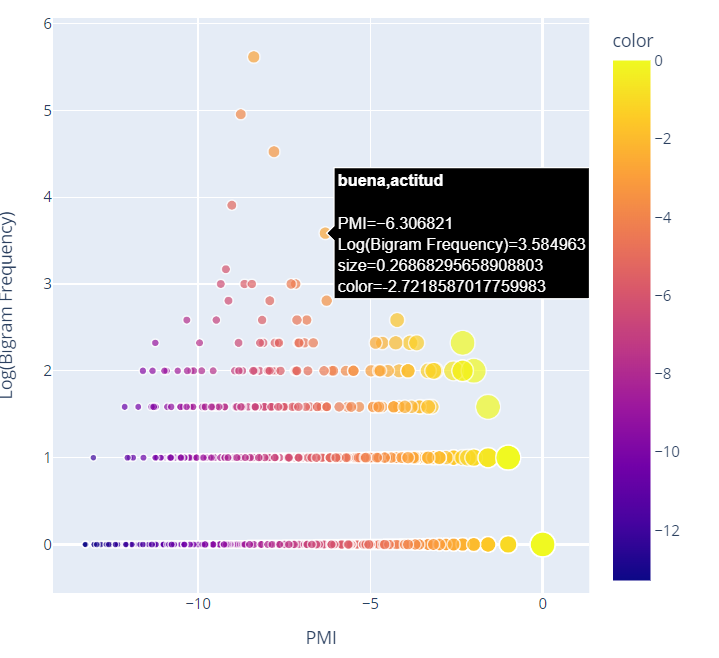 color
6
5
4
3
2
1
0
Log(Bigram Frequency)
buena,actitud
PMI=−6.306821
Log(Bigram Frequency)=3.584963
size=0.26868295658908803
color=-2.7218587017759983
0
−2
−4
−6
−8
−10
−12
−10
−5
0
PMI